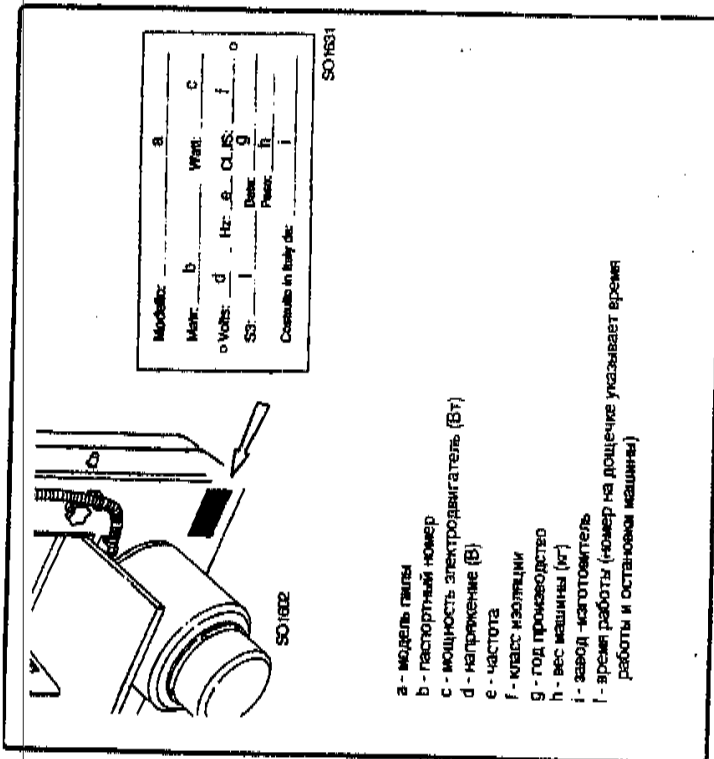 Modello: a
Matr: b Watt: c
Volts: d Hz: e CL.IS: f
S3: l Data: g
Peso: h
Costruito in Italy da: i
SO1631
SO1602
a - модель пилы
b - паспортный номер
c - мощность электродвигатель (Вт)
d - напряжение (В)
e - частота
f - класс изоляции
g - год производство
h - вес машины (кг)
i - завод -изготовитель
l - время работы (номер на дощечке указывает время
работы и остановки машины)